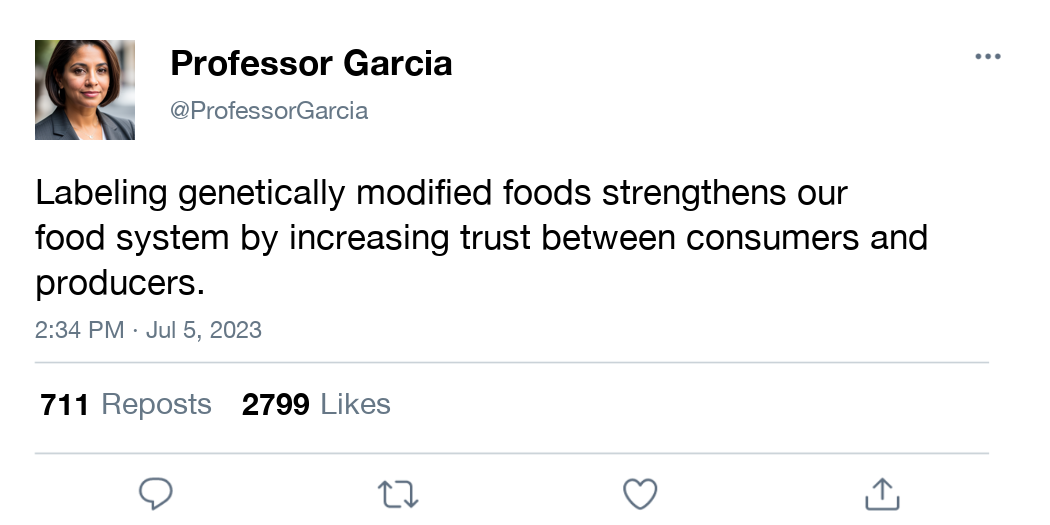 Professor Garcia
@ProfessorGarcia
Labeling genetically modified foods strengthens our
food system by increasing trust between consumers and
producers.
2:34 PM · Jul 5, 2023
711 Reposts 2799 Likes